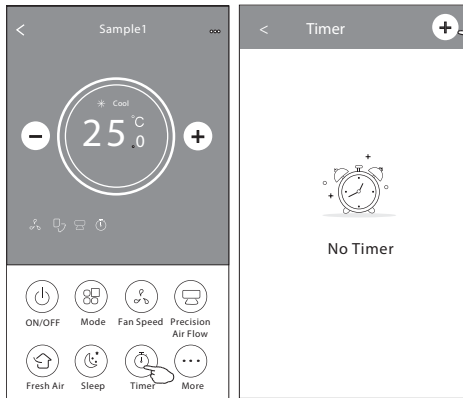 < Sample1
Cool
25.0 °C
ON/OFF Mode Fan Speed Precision
Air Flow
Fresh Air Sleep Timer More
< Timer +
No Timer